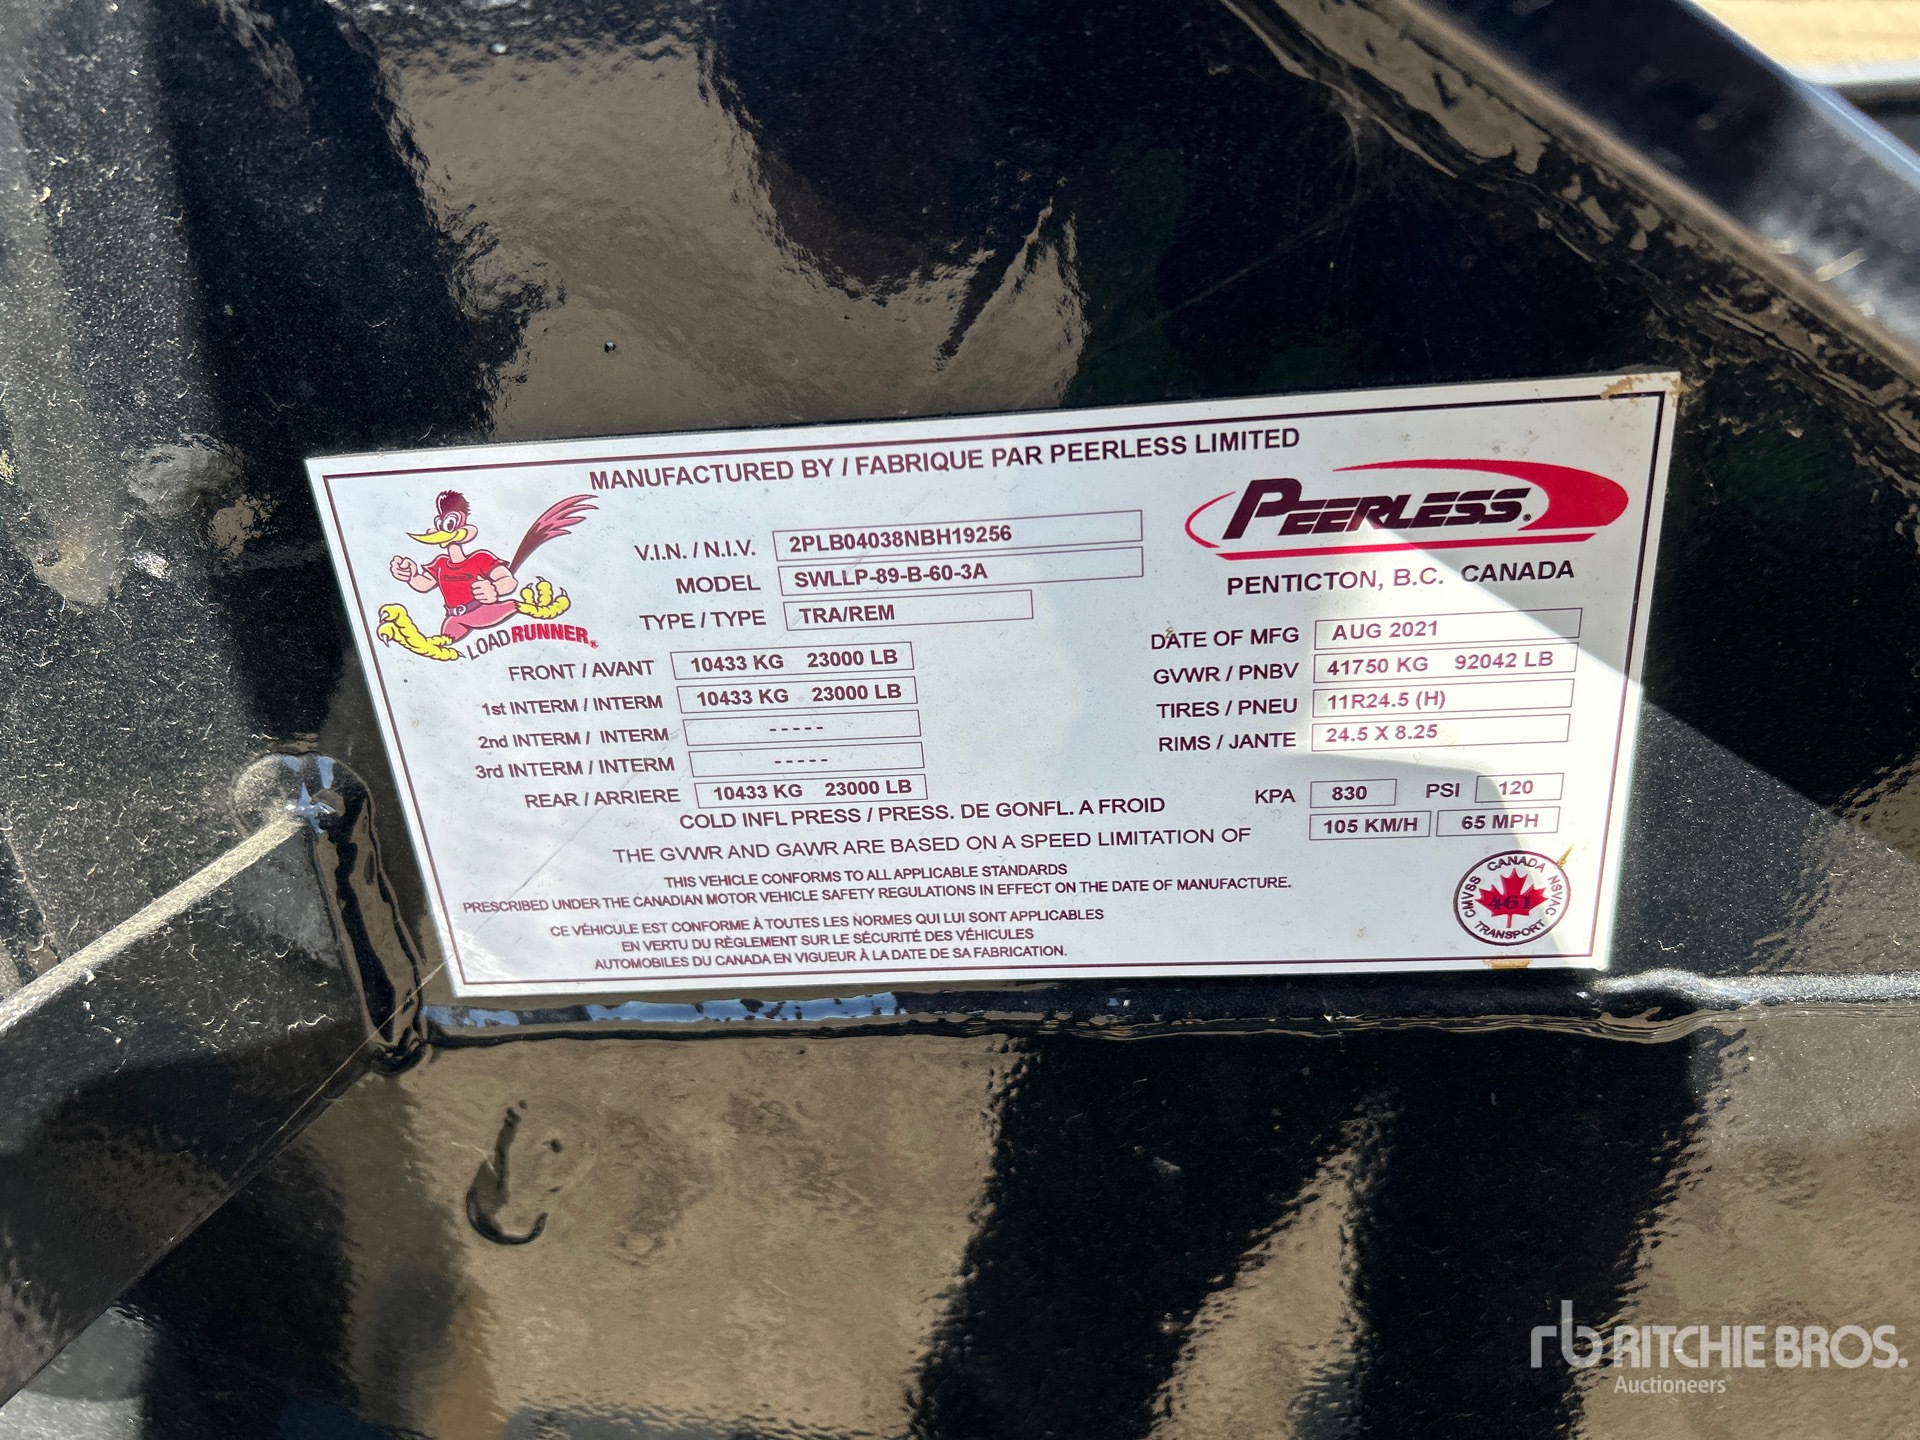 MANUFACTURED BY / FABRIQUE PAR PEERLESS LIMITED
LOADRUNNER®
V.I.N. / N.I.V. 2PLB04038NBH19256
MODEL SWLLP-89-B-60-3A
TYPE / TYPE TRA/REM
PEERLESS®
PENTICTON, B.C. CANADA
FRONT / AVANT 10433 KG 23000 LB
1st INTERM / INTERM 10433 KG 23000 LB
2nd INTERM / INTERM - - - - -
3rd INTERM / INTERM - - - - -
REAR / ARRIERE 10433 KG 23000 LB
DATE OF MFG AUG 2021
GVWR / PNBV 41750 KG 92042 LB
TIRES / PNEU 11R24.5 (H)
RIMS / JANTE 24.5 X 8.25
COLD INFL PRESS / PRESS. DE GONFL. A FROID KPA 830 PSI 120
THE GVWR AND GAWR ARE BASED ON A SPEED LIMITATION OF 105 KM/H 65 MPH
THIS VEHICLE CONFORMS TO ALL APPLICABLE STANDARDS
PRESCRIBED UNDER THE CANADIAN MOTOR VEHICLE SAFETY REGULATIONS IN EFFECT ON THE DATE OF MANUFACTURE.
CE VÉHICULE EST CONFORME À TOUTES LES NORMES QUI LUI SONT APPLICABLES
EN VERTU DU RÈGLEMENT SUR LE SÉCURITÉ DES VÉHICULES
AUTOMOBILES DU CANADA EN VIGUEUR À LA DATE DE SA FABRICATION.
CMVSS CANADA NSVAC
461
TRANSPORT
rb RITCHIE BROS.
Auctioneers